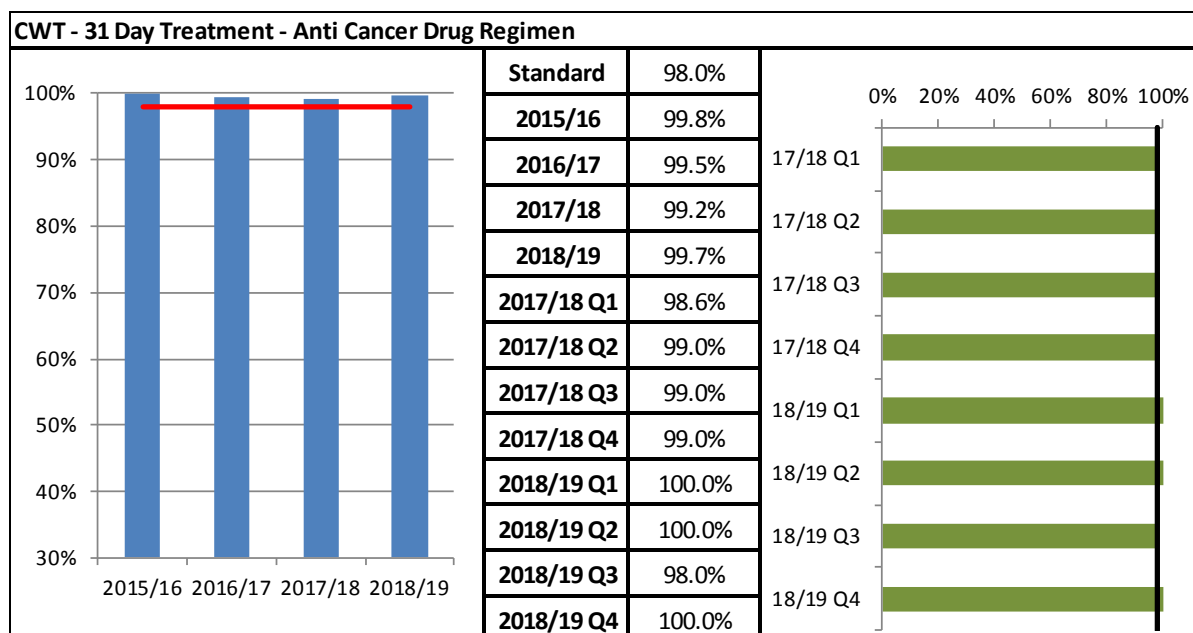 CWT - 31 Day Treatment - Anti Cancer Drug Regimen
100%
90%
80%
70%
60%
50%
40%
30%
2015/16 2016/17 2017/18 2018/19
Standard 98.0%
2015/16 99.8%
2016/17 99.5%
2017/18 99.2%
2018/19 99.7%
2017/18 Q1 98.6%
2017/18 Q2 99.0%
2017/18 Q3 99.0%
2017/18 Q4 99.0%
2018/19 Q1 100.0%
2018/19 Q2 100.0%
2018/19 Q3 98.0%
2018/19 Q4 100.0%
0% 20% 40% 60% 80% 100%
17/18 Q1
17/18 Q2
17/18 Q3
17/18 Q4
18/19 Q1
18/19 Q2
18/19 Q3
18/19 Q4